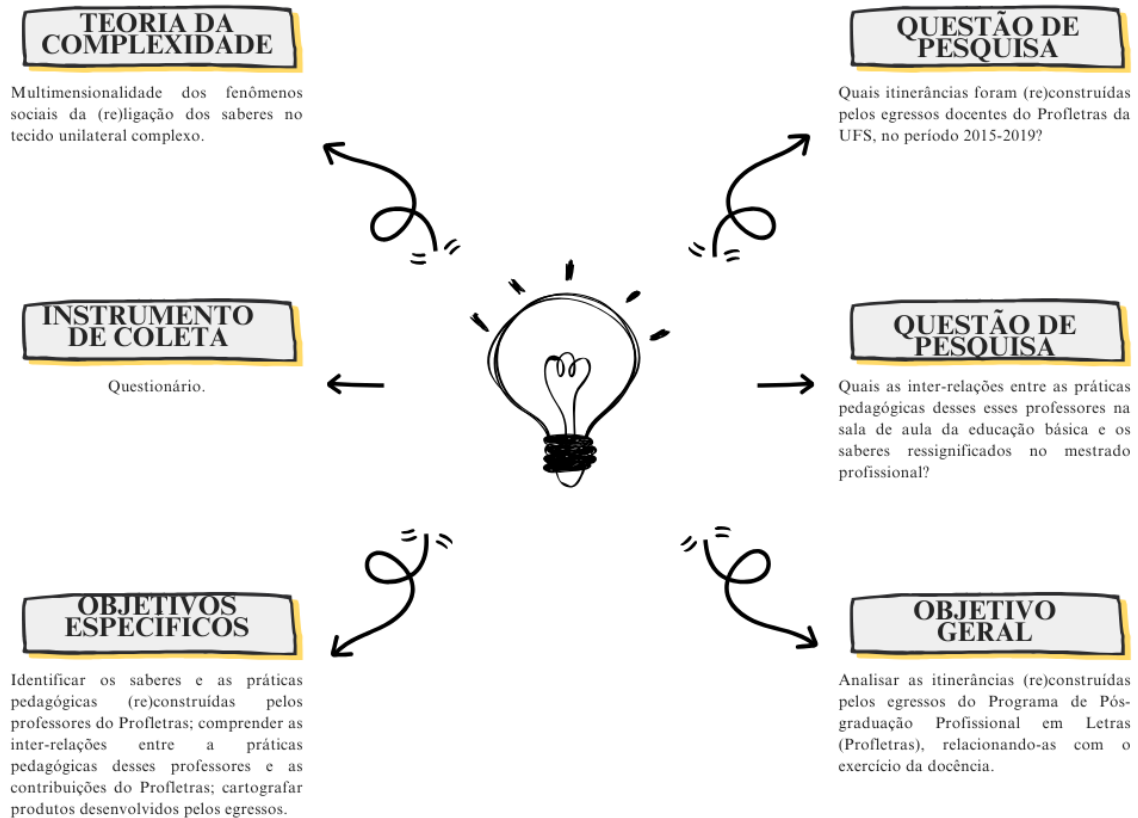 TEORIA DA
COMPLEXIDADE
Multimensionalidade dos fenômenos
sociais da (re)ligação dos saberes no
tecido unilateral complexo.
QUESTÃO DE
PESQUISA
Quais itinerâncias foram (re)construídas
pelos egressos docentes do Profletras da
UFS, no período 2015-2019?
INSTRUMENTO
DE COLETA
Questionário.
QUESTÃO DE
PESQUISA
Quais as inter-relações entre as práticas
pedagógicas desses esses professores na
sala de aula da educação básica e os
saberes ressignificados no mestrado
profissional?
OBJETIVOS
ESPECÍFICOS
Identificar os saberes e as práticas
pedagógicas (re)construídas pelos
professores do Profletras; comprender as
inter-relações entre a práticas
pedagógicas desses professores e as
contribuições do Profletras; cartografar
produtos desenvolvidos pelos egressos.
OBJETIVO
GERAL
Analisar as itinerâncias (re)construídas
pelos egressos do Programa de Pós-
graduação Profissional em Letras
(Profletras), relacionando-as com o
exercício da docência.